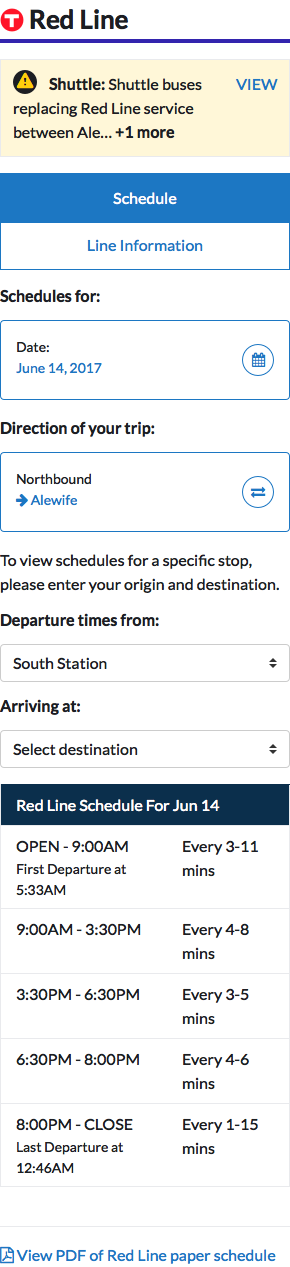 T Red Line
Shuttle: Shuttle buses VIEW
replacing Red Line service
between Ale... +1 more
Schedule
Line Information
Schedules for:
Date:
June 14, 2017
Direction of your trip:
Northbound
Alewife
To view schedules for a specific stop,
please enter your origin and destination.
Departure times from:
South Station
Arriving at:
Select destination
Red Line Schedule For Jun 14
OPEN - 9:00AM Every 3-11
First Departure at mins
5:33AM
9:00AM - 3:30PM Every 4-8
mins
3:30PM - 6:30PM Every 3-5
mins
6:30PM - 8:00PM Every 4-6
mins
8:00PM - CLOSE Every 1-15
Last Departure at mins
12:46AM
View PDF of Red Line paper schedule